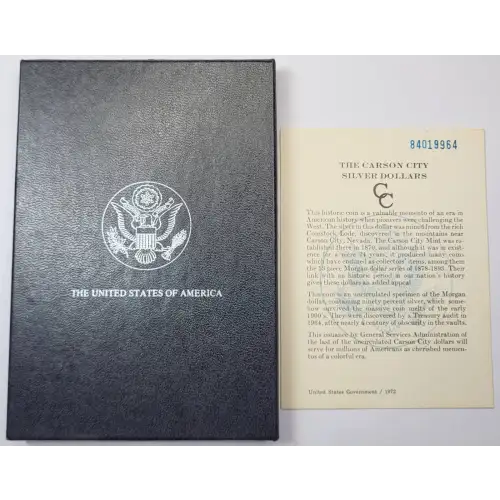 THE UNITED STATES OF AMERICA
84019964
THE CARSON CITY
SILVER DOLLARS
CC
This historic coin is a valuable memento of an era in
American history when pioneers were challenging the
West. The silver in this dollar was mined from the rich
Comstock Lode, discovered in the mountains near
Carson City, Nevada. The Carson City Mint was es-
tablished there in 1870, and although it was in exist-
ence for a mere 24 years, it produced many coins
which have endured as collectors' items, among them
the 13 piece Morgan dollar series of 1878-1893. Their
link with an historic period in our nation's history
gives these dollars an added appeal.
This is an uncirculated specimen of the Morgan
dollar, containing ninety percent silver, which some-
how survived the massive coin melts of the early
1900's. They were discovered by a Treasury audit in
1964, after nearly a century of obscurity in the vaults.
This issuance by General Services Administration of
the last of the uncirculated Carson City dollars will
serve for millions of Americans as cherished memen-
tos of a colorful era.
United States Government / 1972